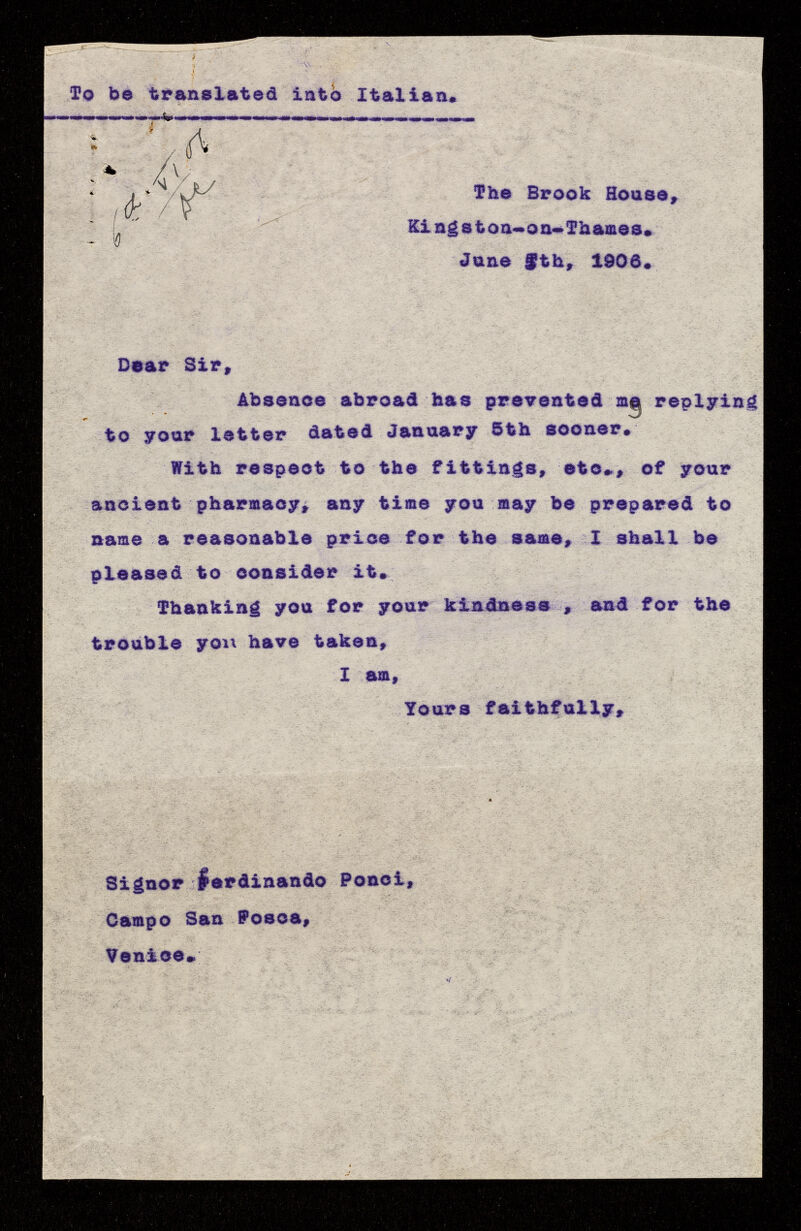 To be translated into Italian.
The Brook House,
Kingston-on-Thames.
June 5th, 1906.
Dear Sir,
Absence abroad has prevented me replying
to your letter dated January 5th sooner.
With respect to the fittings, etc., of your
ancient pharmacy, any time you may be prepared to
name a reasonable price for the same, I shall be
pleased to consider it.
Thanking you for your kindness , and for the
trouble you have taken,
I am,
Yours faithfully,
Signor Ferdinando Ponci,
Campo San Fosca,
Venice.